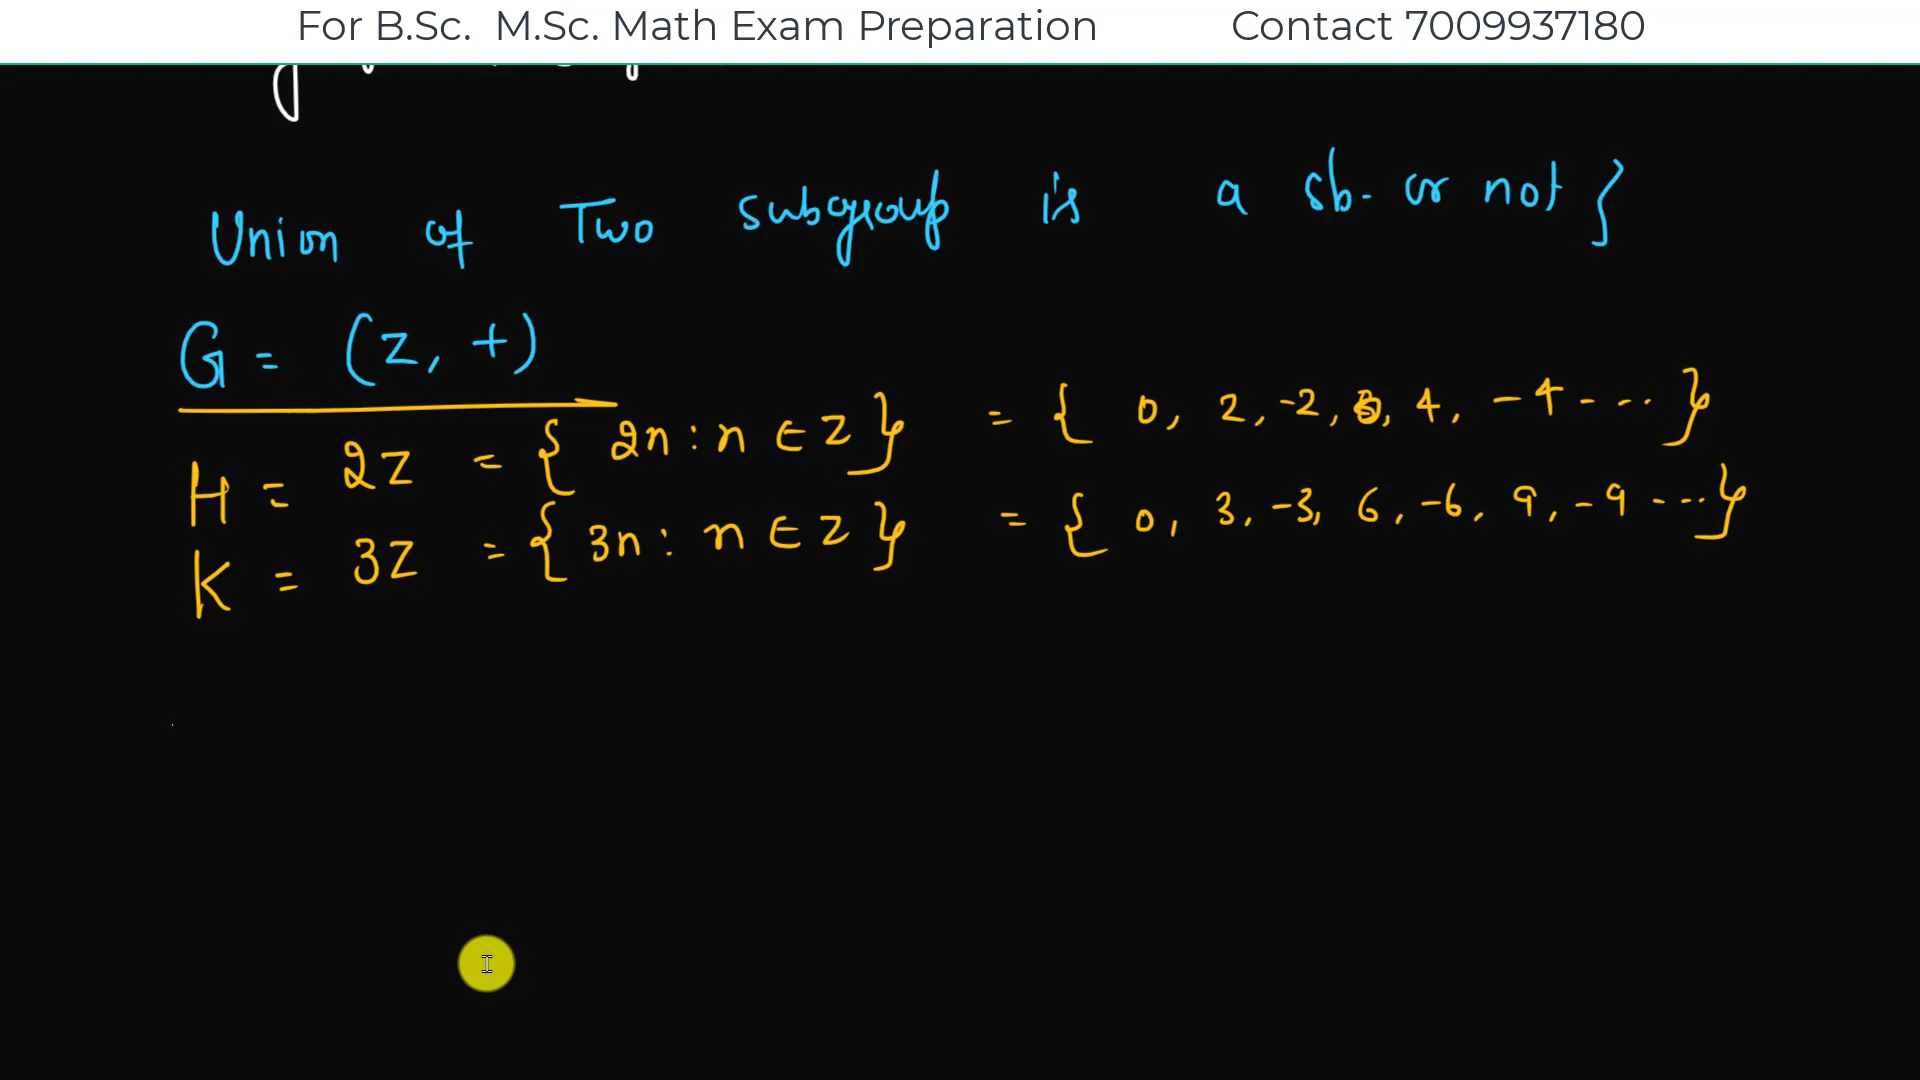 For B.Sc. M.Sc. Math Exam Preparation Contact 7009937180
Union of Two subgroup is a sb. or not }
G = (Z, +)
H = 2Z = { 2n : n ∈ Z } = { 0, 2, -2, 4, -4 - ... }
K = 3Z = { 3n : n ∈ Z } = { 0, 3, -3, 6, -6, 9, -9 ... }